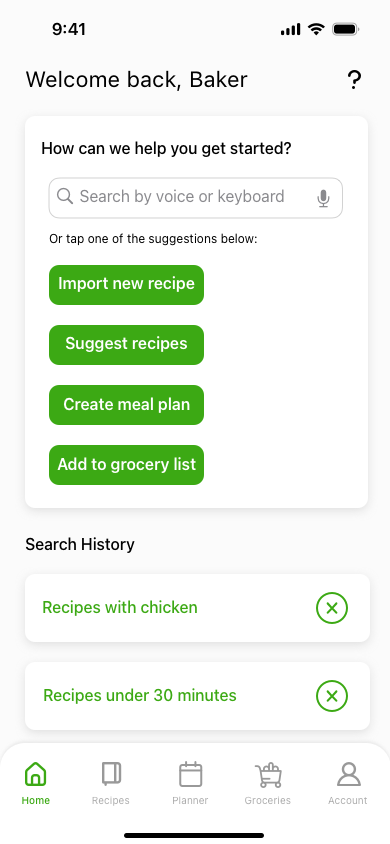 9:41
Welcome back, Baker
?
How can we help you get started?
Search by voice or keyboard
Or tap one of the suggestions below:
Import new recipe
Suggest recipes
Create meal plan
Add to grocery list
Search History
Recipes with chicken
Recipes under 30 minutes
Home Recipes Planner Groceries Account